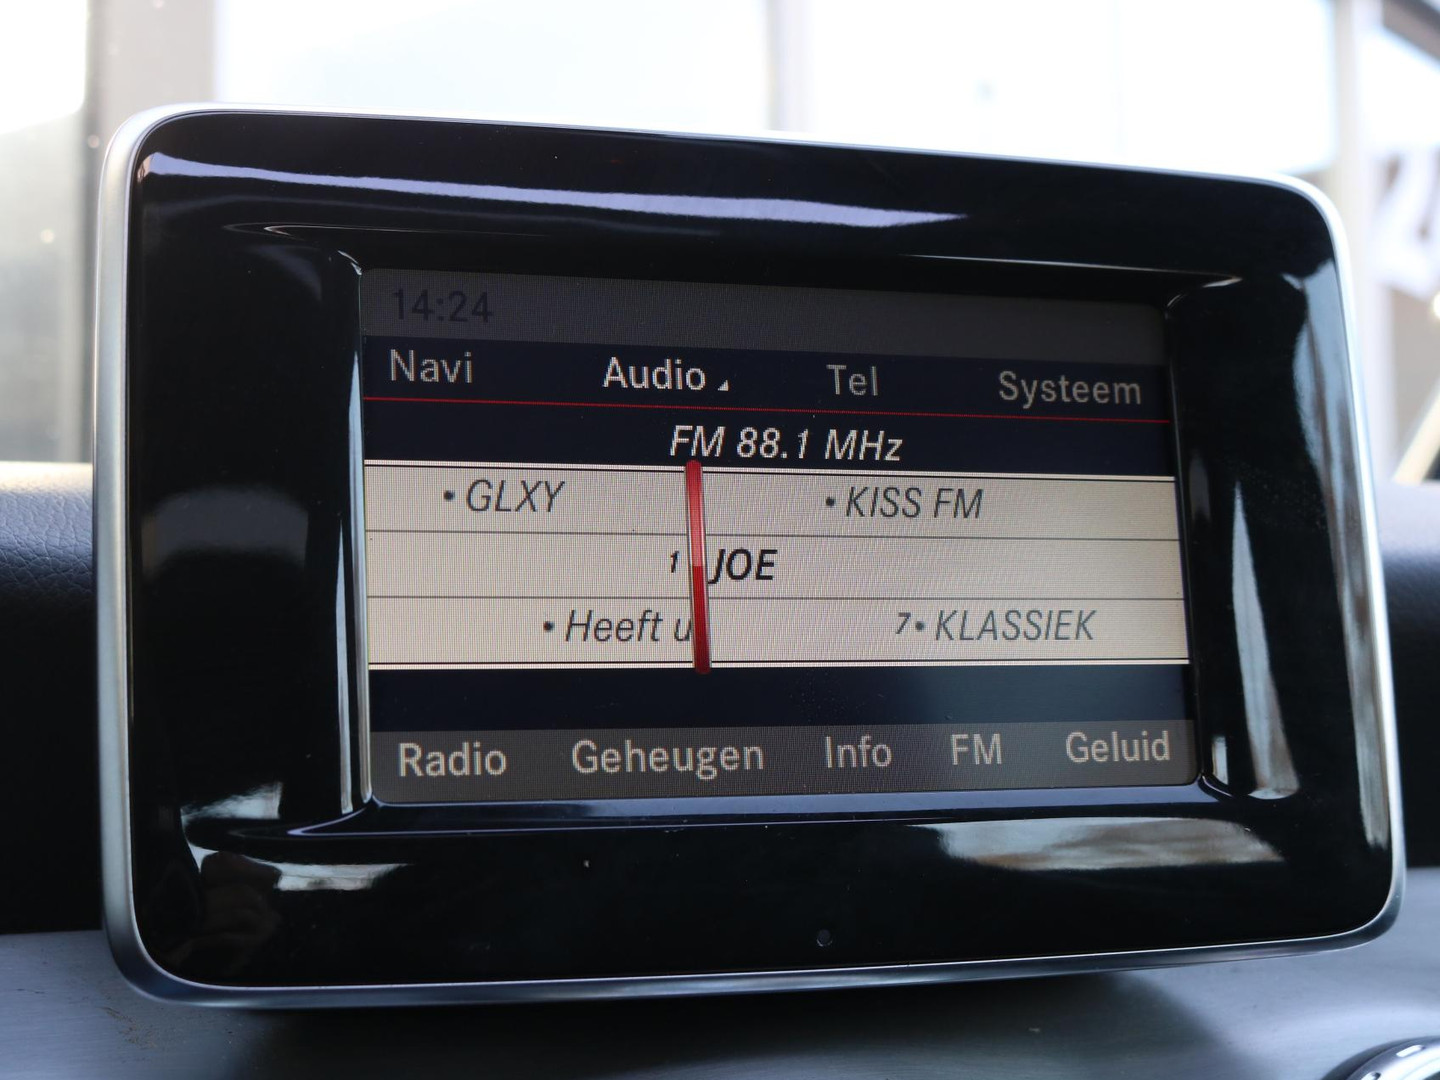 14:24
Navi Audio Tel Systeem
FM 88.1 MHz
• GLXY • KISS FM
1 JOE
• Heeft u 7• KLASSIEK
Radio Geheugen Info FM Geluid